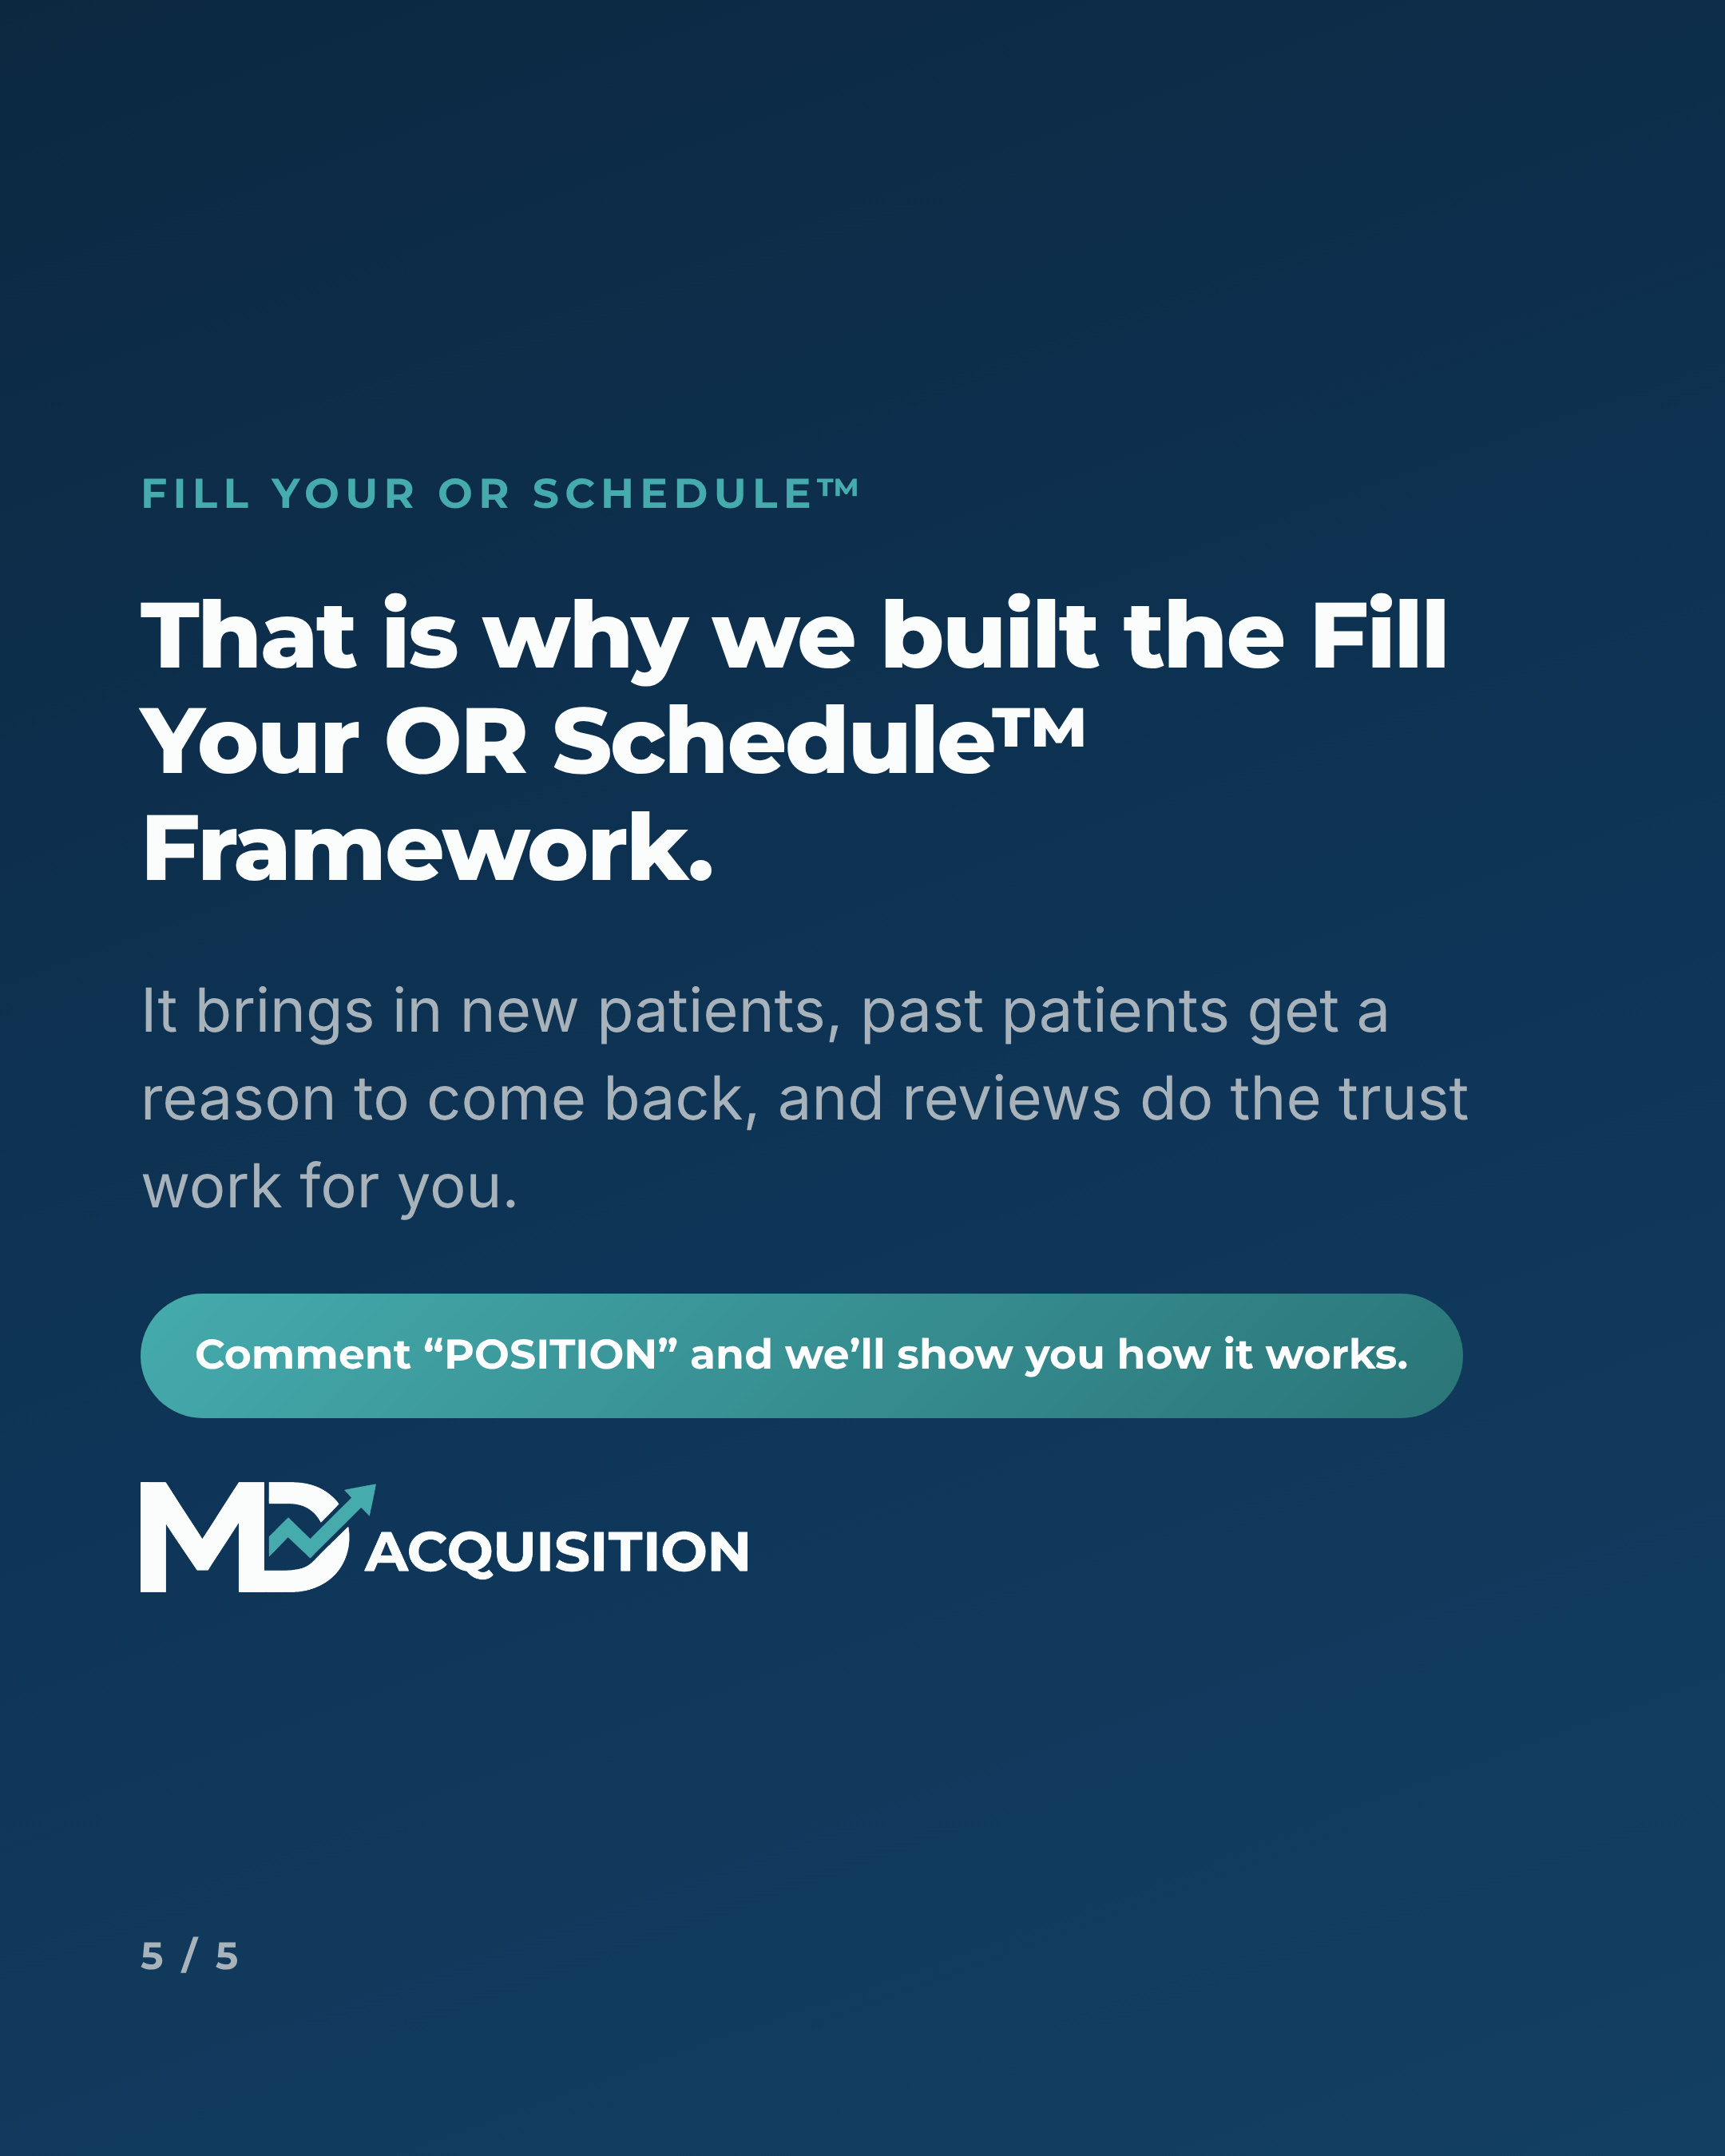 FILL YOUR OR SCHEDULE™
That is why we built the Fill
Your OR Schedule™
Framework.
It brings in new patients, past patients get a
reason to come back, and reviews do the trust
work for you.
Comment “POSITION” and we’ll show you how it works.
MD ACQUISITION
5 / 5